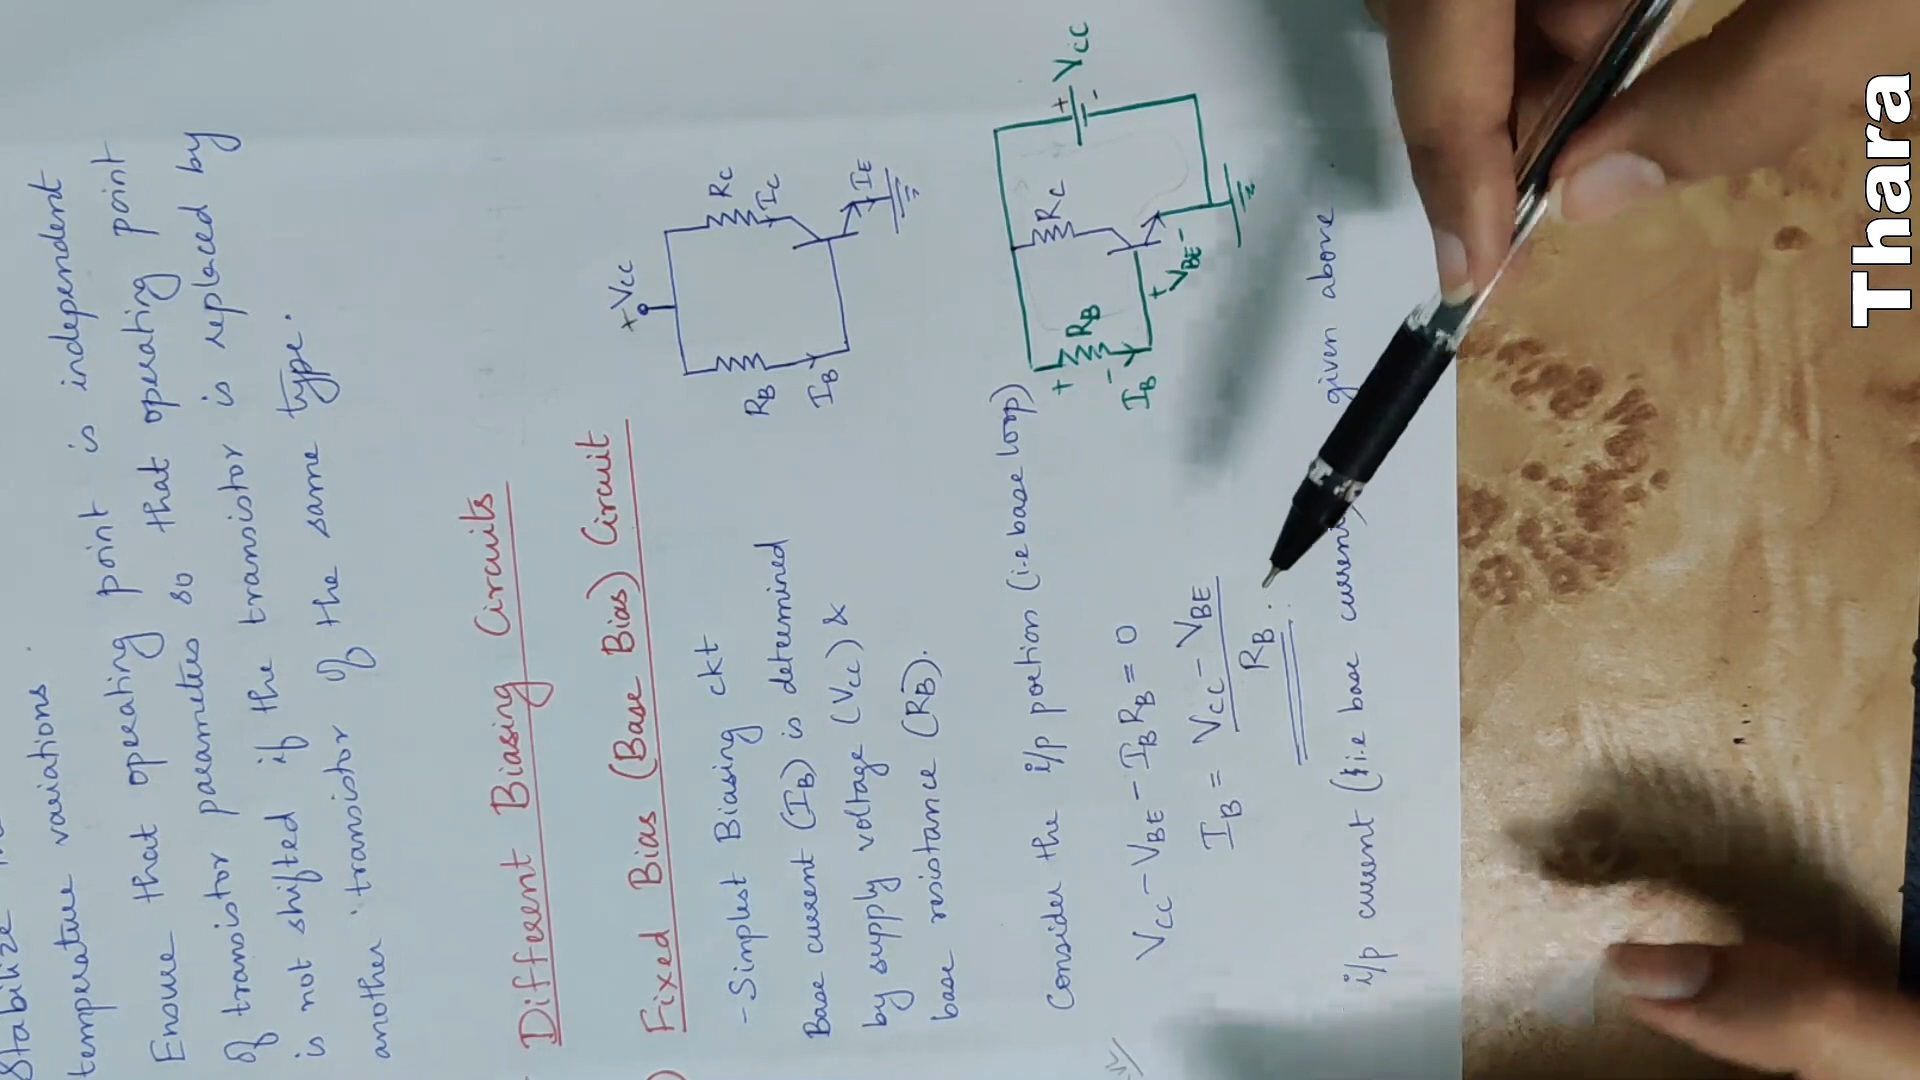 Stabilize
temperature variations
Ensure that operating point is independent
of transistor parameters so that operating point
is not shifted if the transistor is replaced by
another transistor of the same type.
Different Biasing Circuits
) Fixed Bias (Base Bias) Circuit
- Simplest Biasing ckt
Base current (IB) is determined
by supply voltage (Vcc) &
base resistance (RB).
+Vcc
RB
RC
IC
IB
IE
Consider the i/p portion (i.e base loop)
VCC - VBE - IBRB = 0
IB = VCC - VBE
RB.
+
RB
-
IB
RC
+
VCC
-
+ VBE -
i/p current (i.e base current given above
Thara